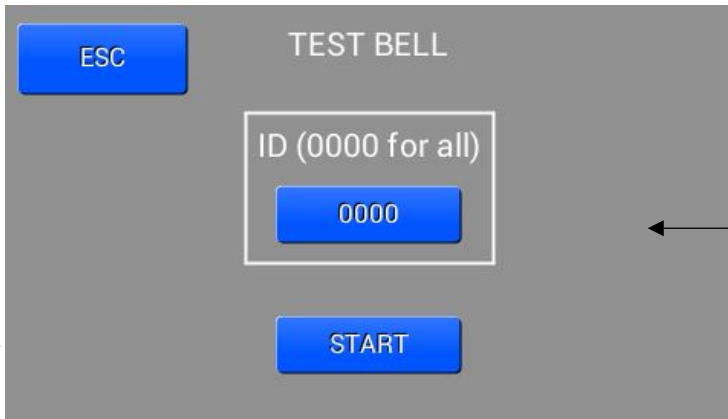 ESC
TEST BELL
ID (0000 for all)
0000
START